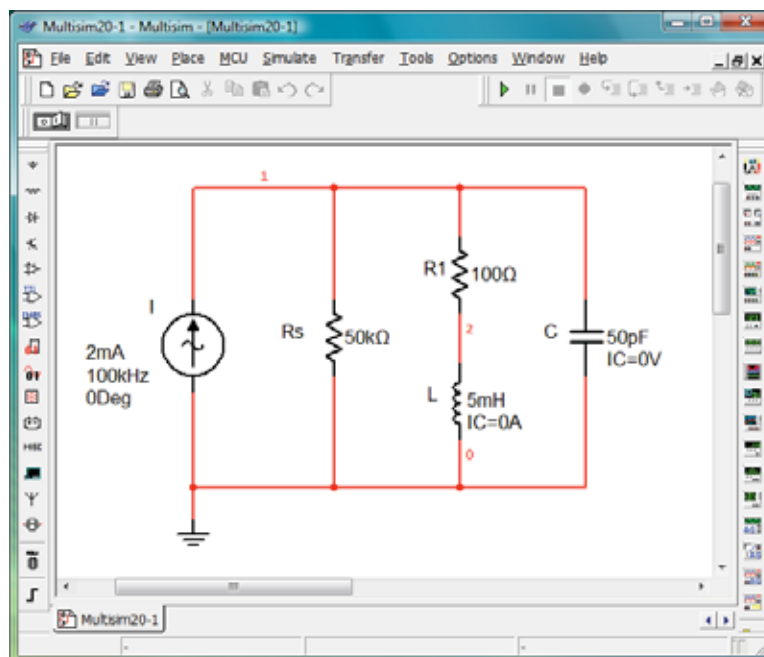 Multisim20-1 - Multisim - [Multisim20-1]
File Edit View Place MCU Simulate Transfer Tools Options Window Help
1
R1
100Ω
I
2mA
100kHz
0Deg
Rs
50kΩ
2
C
50pF
IC=0V
L
5mH
IC=0A
0
MISC
Multisim20-1